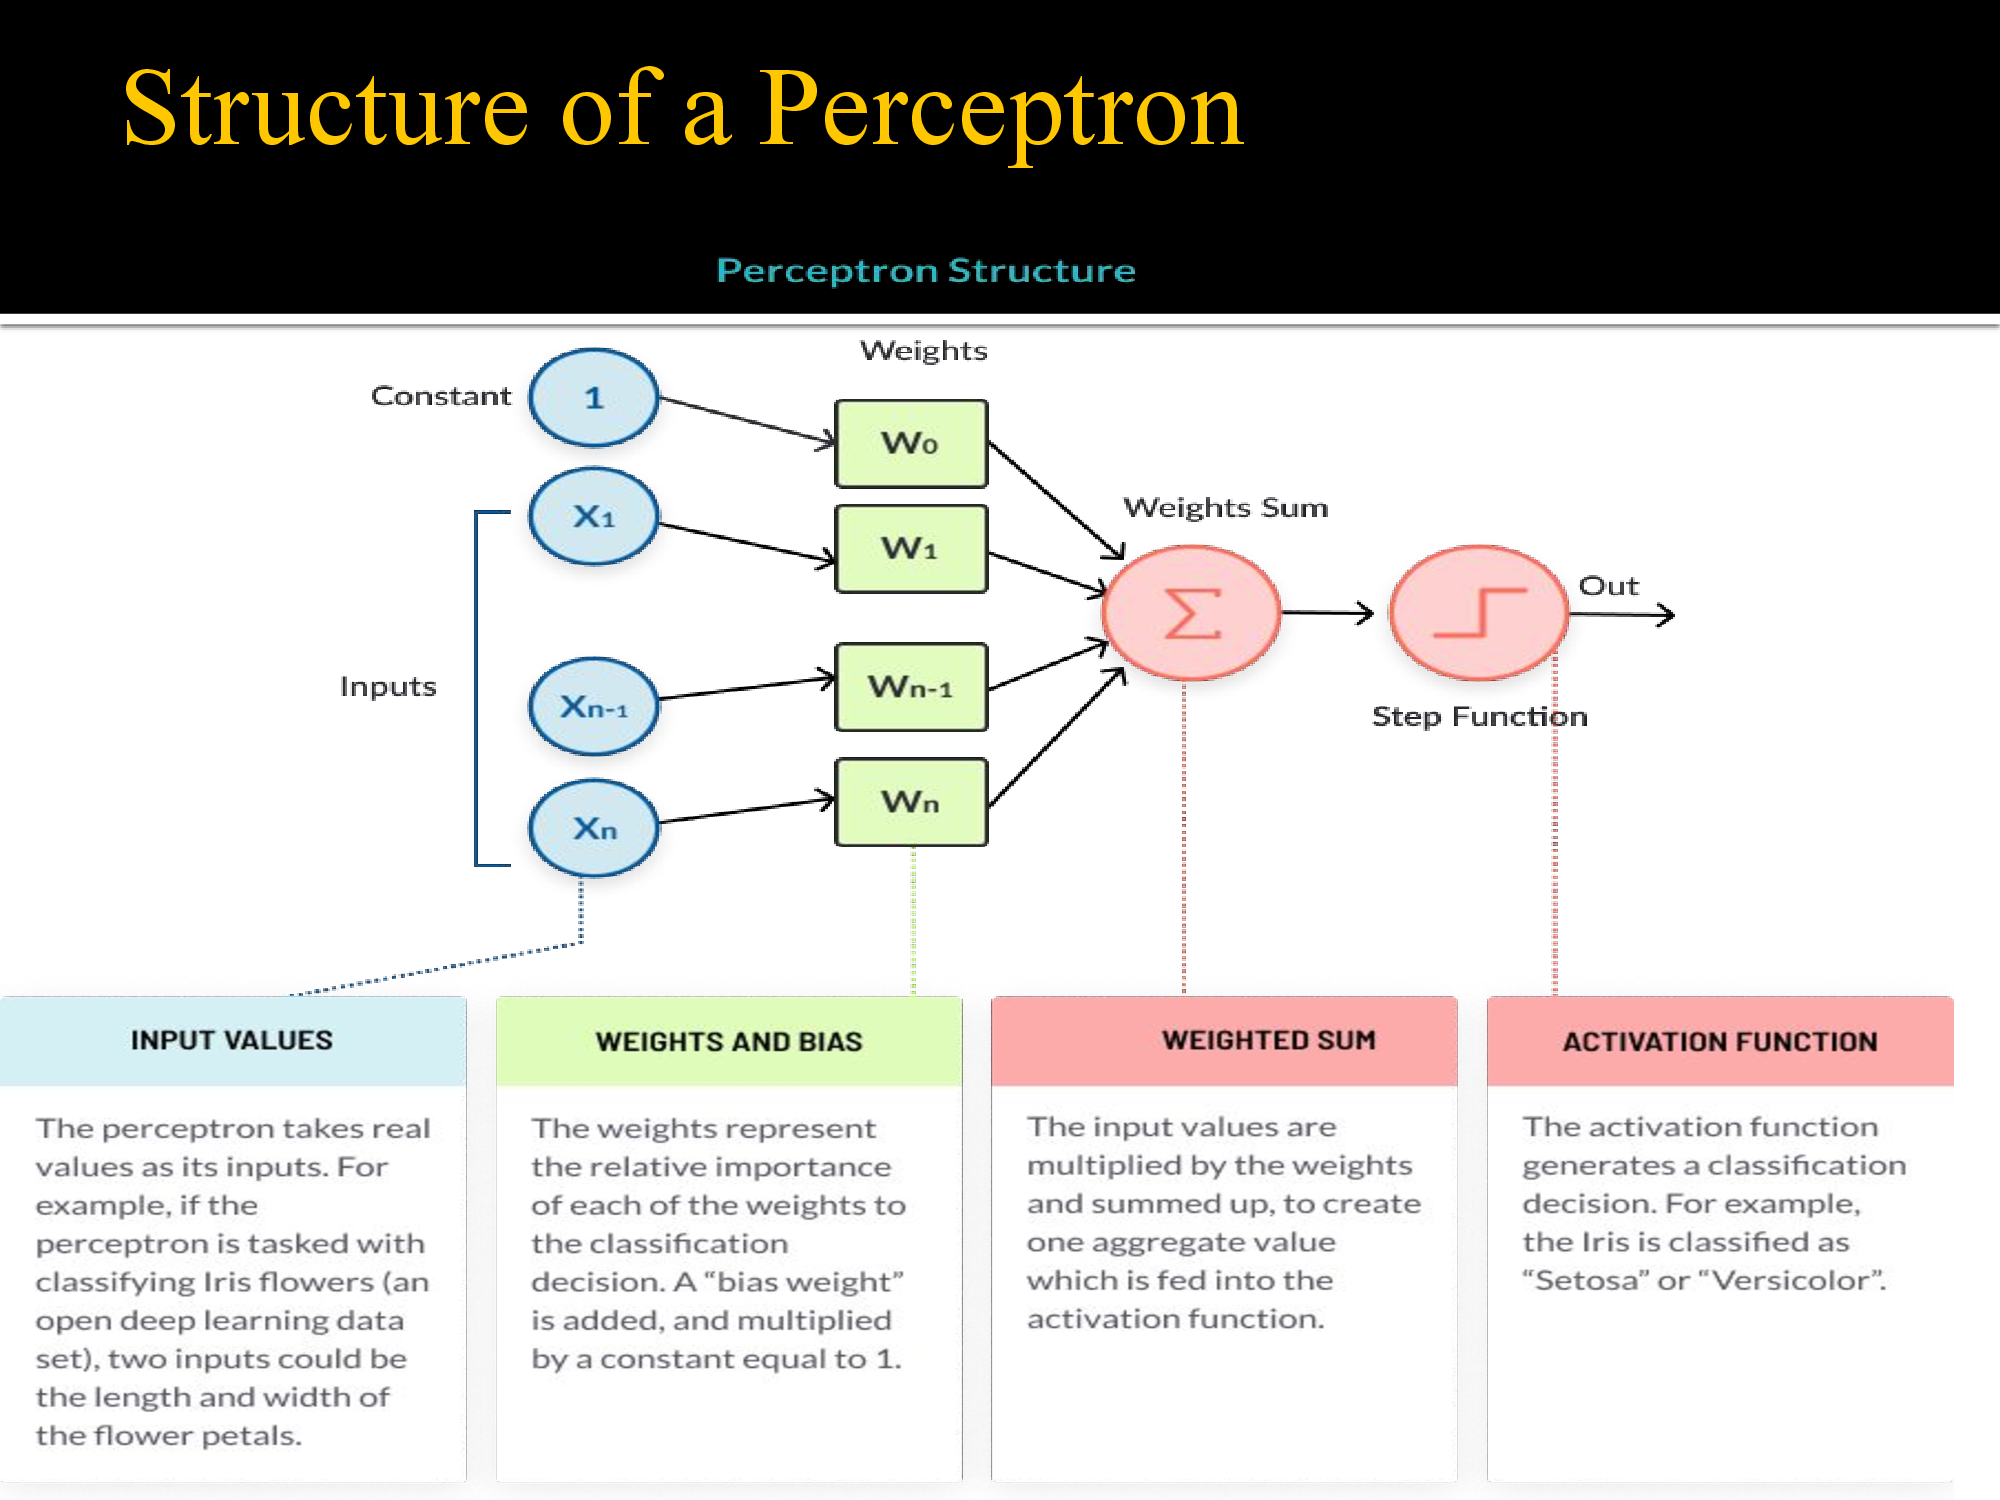 Structure of a Perceptron
Perceptron Structure
Weights
Constant
1
W0
X1
W1
Weights Sum
Σ
Out
Inputs
Xn-1
Wn-1
Step Function
Xn
Wn
INPUT VALUES
The perceptron takes real
values as its inputs. For
example, if the
perceptron is tasked with
classifying Iris flowers (an
open deep learning data
set), two inputs could be
the length and width of
the flower petals.
WEIGHTS AND BIAS
The weights represent
the relative importance
of each of the weights to
the classification
decision. A “bias weight”
is added, and multiplied
by a constant equal to 1.
WEIGHTED SUM
The input values are
multiplied by the weights
and summed up, to create
one aggregate value
which is fed into the
activation function.
ACTIVATION FUNCTION
The activation function
generates a classification
decision. For example,
the Iris is classified as
“Setosa” or “Versicolor”.